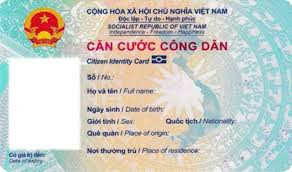 CỘNG HÒA XÃ HỘI CHỦ NGHĨA VIỆT NAM
Độc lập - Tự do - Hạnh phúc
SOCIALIST REPUBLIC OF VIET NAM
Independence - Freedom - Happiness
CĂN CƯỚC CÔNG DÂN
Citizen Identity Card
Số / No.:
Họ và tên / Full name:
Ngày sinh / Date of birth:
Giới tính / Sex: Quốc tịch / Nationality:
Quê quán / Place of origin:
Nơi thường trú / Place of residence:
Có giá trị đến:
Date of expiry